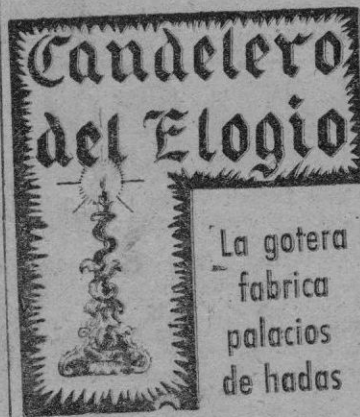 Candelero
del Elogio
La gotera
fabrica
palacios
de hadas